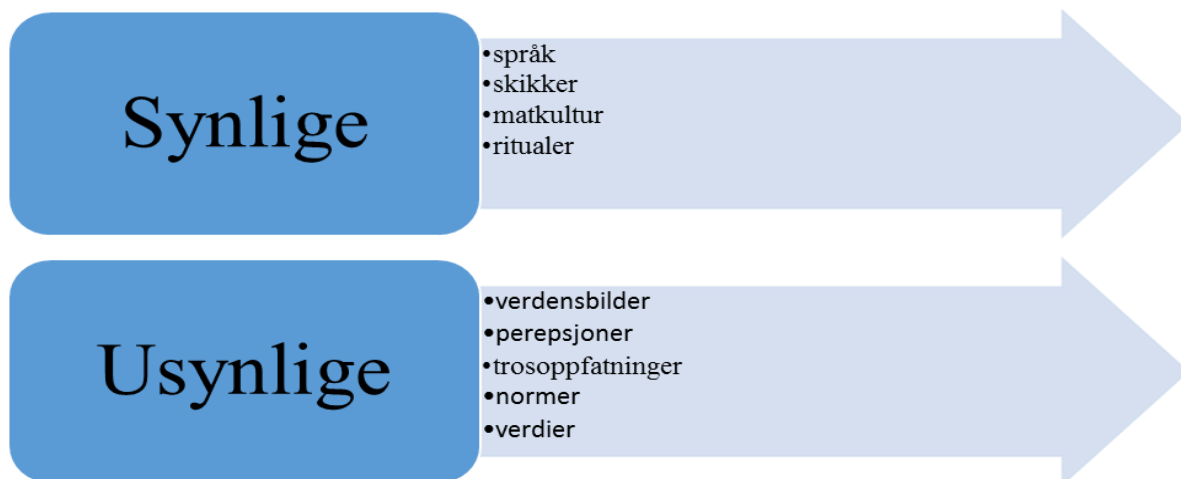 Synlige
•språk
•skikker
•matkultur
•ritualer
Usynlige
•verdensbilder
•perepsjoner
•trosoppfatninger
•normer
•verdier